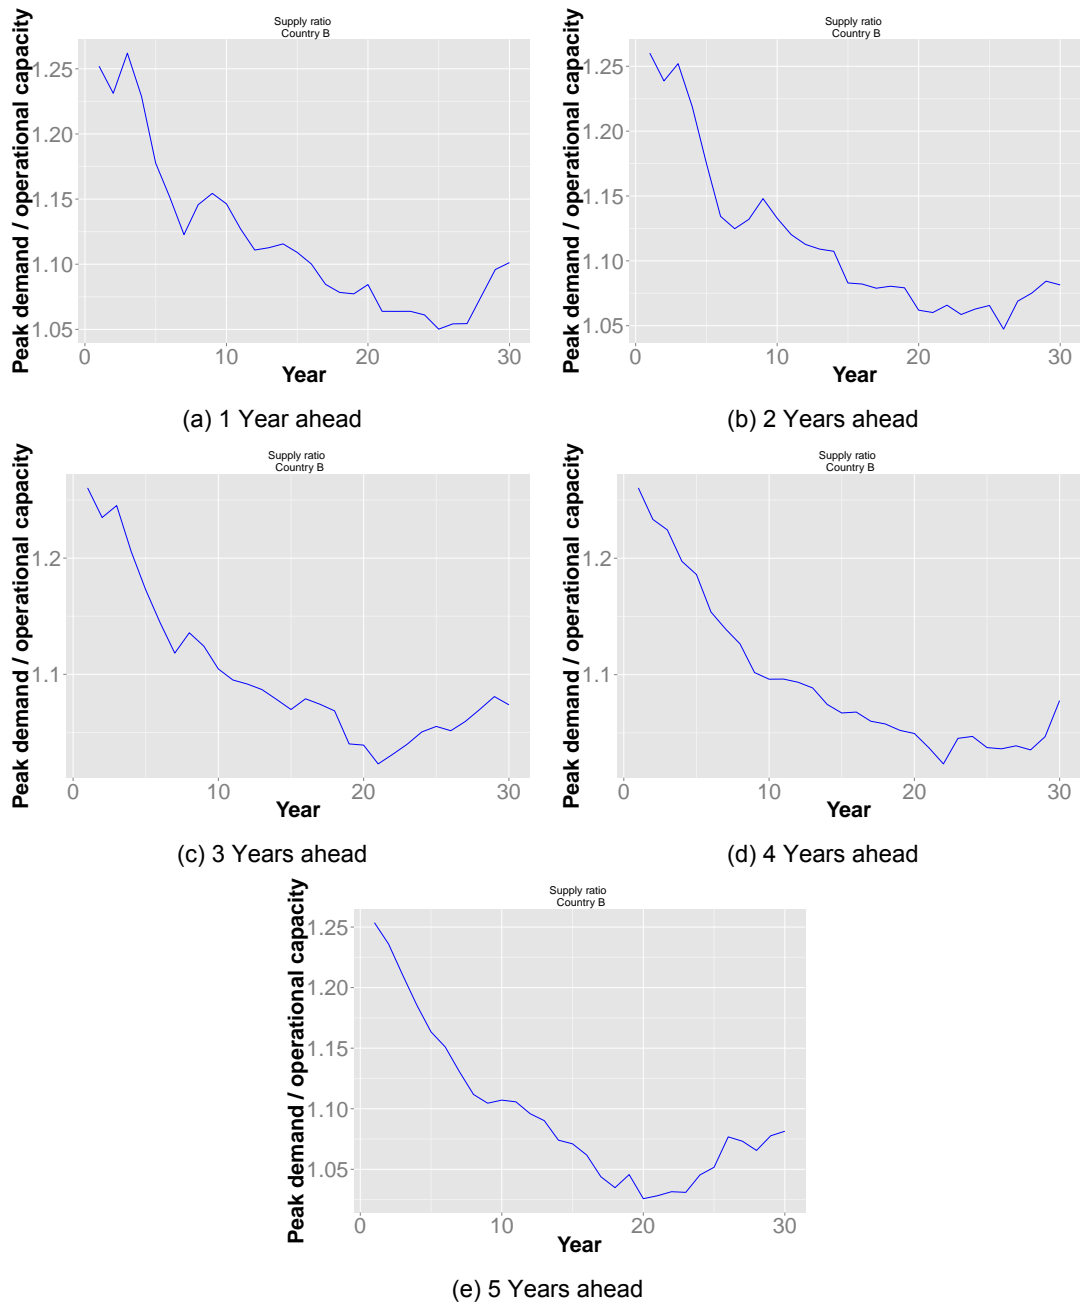 Supply ratio
Country B
Peak demand / operational capacity
1.25
1.20
1.15
1.10
1.05
0
10
20
30
Year
(a) 1 Year ahead
Supply ratio
Country B
Peak demand / operational capacity
1.25
1.20
1.15
1.10
1.05
0
10
20
30
Year
(b) 2 Years ahead
Supply ratio
Country B
Peak demand / operational capacity
1.2
1.1
0
10
20
30
Year
(c) 3 Years ahead
Supply ratio
Country B
Peak demand / operational capacity
1.2
1.1
0
10
20
30
Year
(d) 4 Years ahead
Supply ratio
Country B
Peak demand / operational capacity
1.25
1.20
1.15
1.10
1.05
0
10
20
30
Year
(e) 5 Years ahead